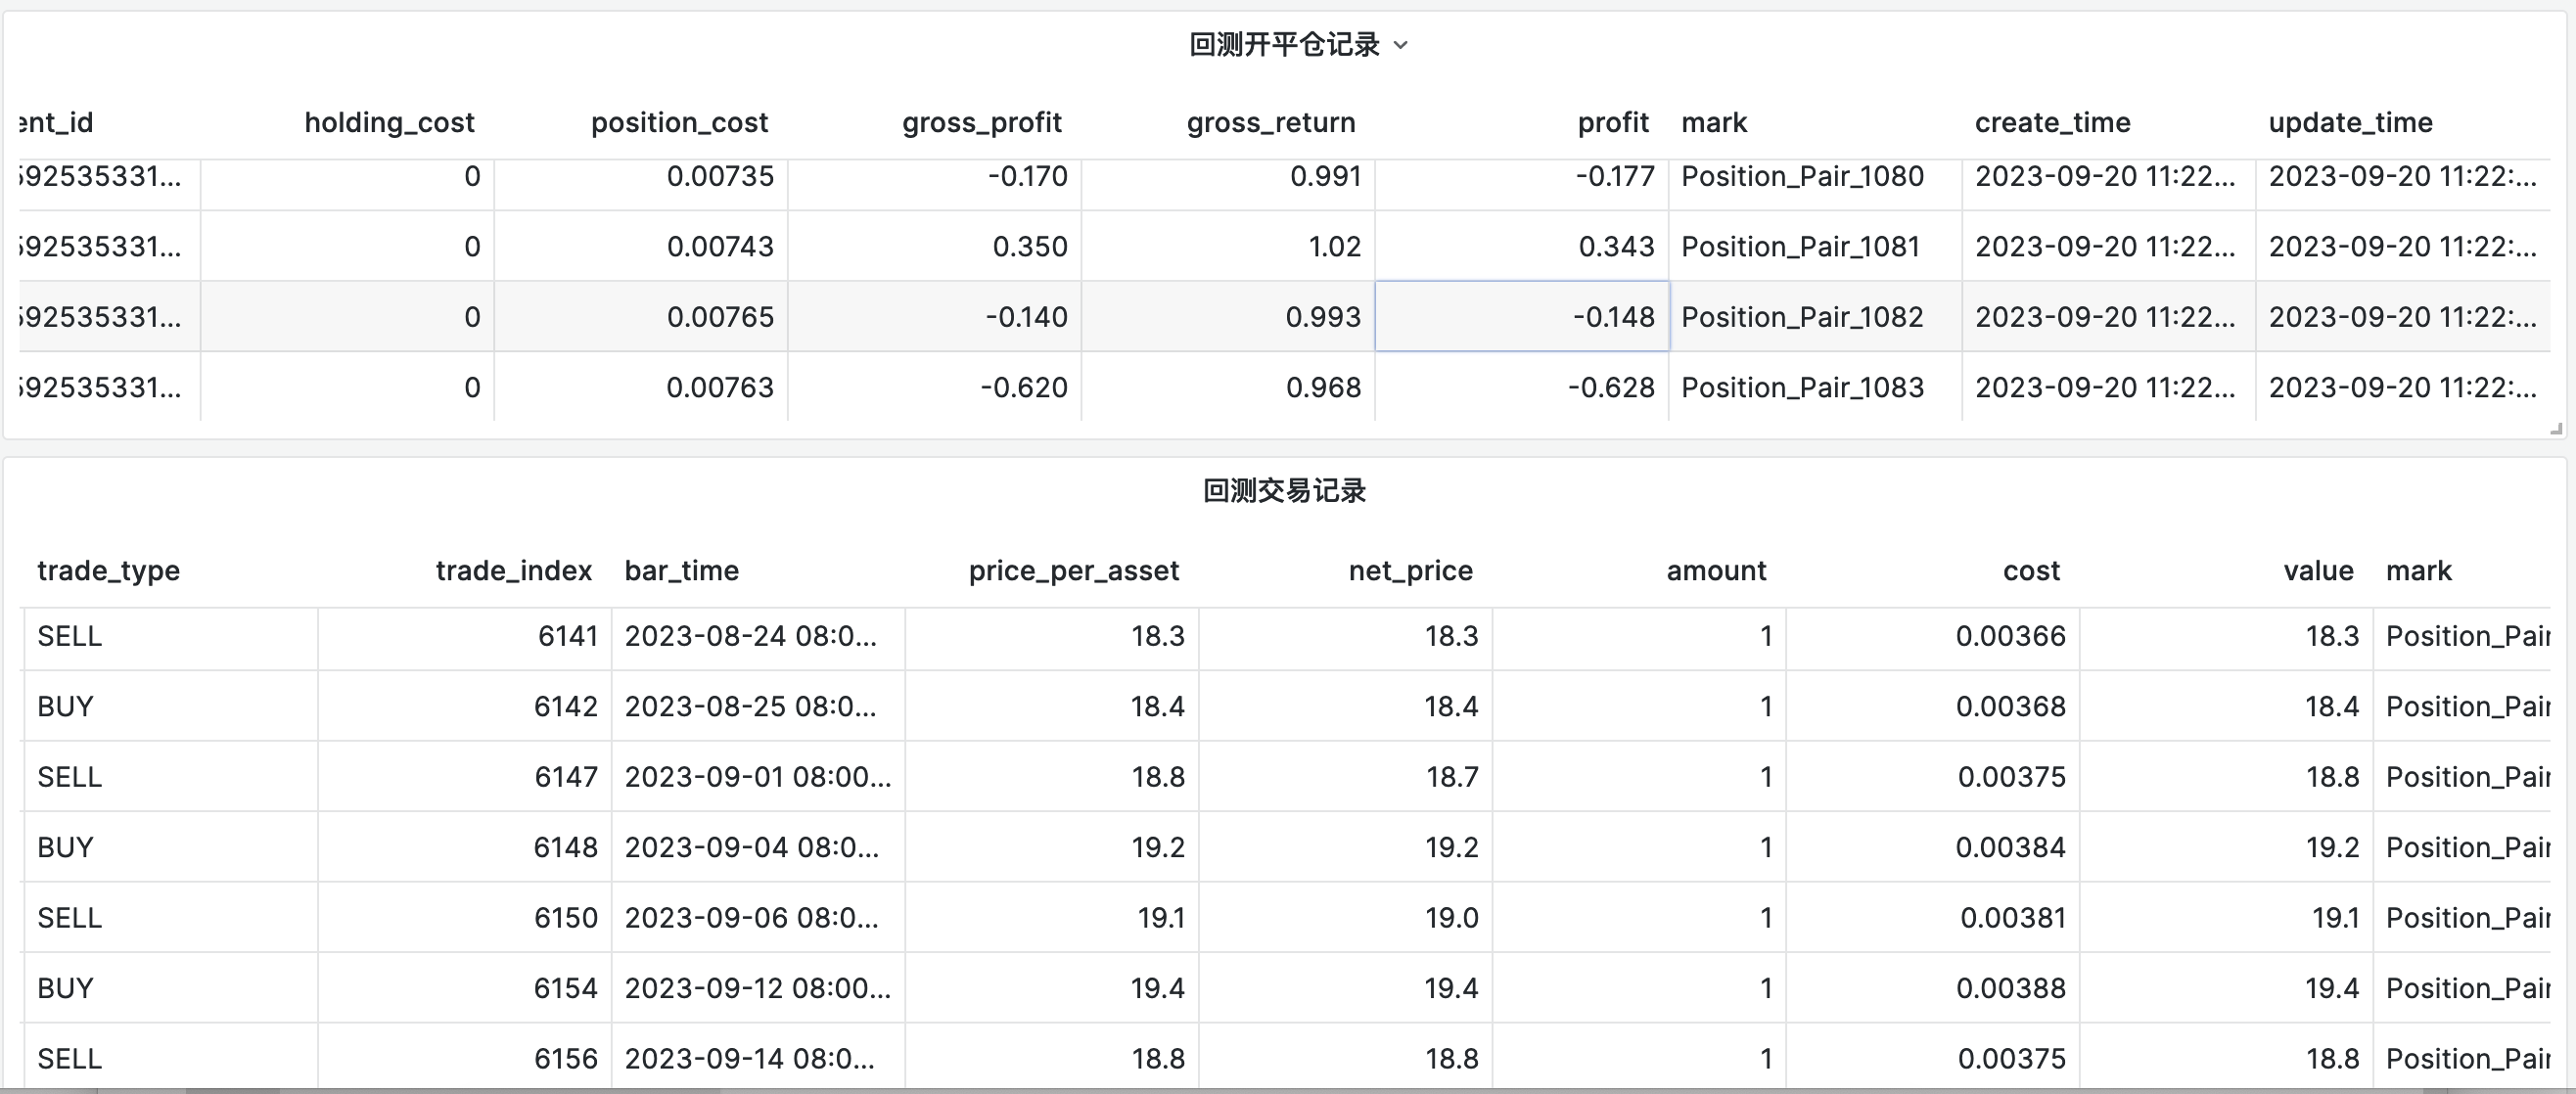 回测开平仓记录
ent_id holding_cost position_cost gross_profit gross_return profit mark create_time update_time
592535331... 0 0.00735 -0.170 0.991 -0.177 Position_Pair_1080 2023-09-20 11:22... 2023-09-20 11:22:...
592535331... 0 0.00743 0.350 1.02 0.343 Position_Pair_1081 2023-09-20 11:22... 2023-09-20 11:22:...
592535331... 0 0.00765 -0.140 0.993 -0.148 Position_Pair_1082 2023-09-20 11:22... 2023-09-20 11:22:...
592535331... 0 0.00763 -0.620 0.968 -0.628 Position_Pair_1083 2023-09-20 11:22... 2023-09-20 11:22:...
回测交易记录
trade_type trade_index bar_time price_per_asset net_price amount cost value mark
SELL 6141 2023-08-24 08:0... 18.3 18.3 1 0.00366 18.3 Position_Pair
BUY 6142 2023-08-25 08:0... 18.4 18.4 1 0.00368 18.4 Position_Pair
SELL 6147 2023-09-01 08:00... 18.8 18.7 1 0.00375 18.8 Position_Pair
BUY 6148 2023-09-04 08:0... 19.2 19.2 1 0.00384 19.2 Position_Pair
SELL 6150 2023-09-06 08:0... 19.1 19.0 1 0.00381 19.1 Position_Pair
BUY 6154 2023-09-12 08:00... 19.4 19.4 1 0.00388 19.4 Position_Pair
SELL 6156 2023-09-14 08:0... 18.8 18.8 1 0.00375 18.8 Position_Pair